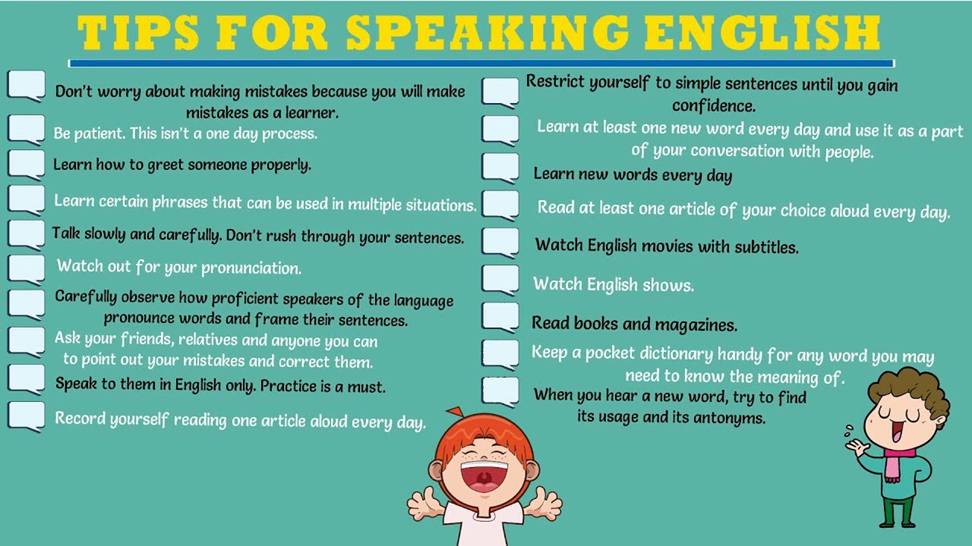 TIPS FOR SPEAKING ENGLISH
Don't worry about making mistakes because you will make
mistakes as a learner.
Be patient. This isn't a one day process.
Learn how to greet someone properly.
Learn certain phrases that can be used in multiple situations.
Talk slowly and carefully. Don't rush through your sentences.
Watch out for your pronunciation.
Carefully observe how proficient speakers of the language
pronounce words and frame their sentences.
Ask your friends, relatives and anyone you can
to point out your mistakes and correct them.
Speak to them in English only. Practice is a must.
Record yourself reading one article aloud every day.
Restrict yourself to simple sentences until you gain
confidence.
Learn at least one new word every day and use it as a part
of your conversation with people.
Learn new words every day
Read at least one article of your choice aloud every day.
Watch English movies with subtitles.
Watch English shows.
Read books and magazines.
Keep a pocket dictionary handy for any word you may
need to know the meaning of.
When you hear a new word, try to find
its usage and its antonyms.